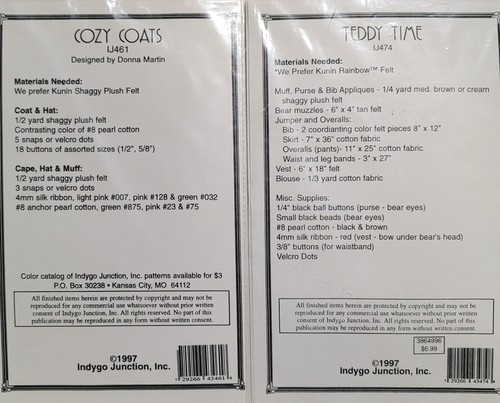 COZY COATS
IJ461
Designed by Donna Martin
Materials Needed:
We prefer Kunin Shaggy Plush Felt
Coat & Hat:
1/2 yard shaggy plush felt
Contrasting color of #8 pearl cotton
5 snaps or velcro dots
18 buttons of assorted sizes (1/2", 5/8")
Cape, Hat & Muff:
1/2 yard shaggy plush felt
3 snaps or velcro dots
4mm silk ribbon, light pink #007, pink #128 & green #032
#8 anchor pearl cotton, green #875, pink #23 & #75
Color catalog of Indygo Junction, Inc. patterns available for $3
P.O. Box 30238 • Kansas City, MO 64112
All finished items herein are protected by copyright and may not be
reproduced for any commercial use whatsoever without prior written
consent of Indygo Junction, Inc. All rights reserved. No part of this
publication may be reproduced in any form without written consent.
©1997
Indygo Junction, Inc.
7 29266 43461
TEDDY TIME
IJ474
Materials Needed:
*We Prefer Kunin Rainbow™ Felt
Muff, Purse & Bib Appliques - 1/4 yard med. brown or cream
shaggy plush felt
Bear muzzles - 6" x 4" tan felt
Jumper and Overalls:
Bib - 2 coordianting color felt pieces 8" x 12"
Skirt - 7" x 36" cotton fabric
Overalls (pants)- 11" x 25" cotton fabric
Waist and leg bands - 3" x 27"
Vest - 6" x 18" felt
Blouse - 1/3 yard cotton fabric
Misc. Supplies:
1/4" black ball buttons (purse - bear eyes)
Small black beads (bear eyes)
#8 pearl cotton - black & brown
4mm silk ribbon - red (vest - bow under bear's head)
3/8" buttons (for waistband)
Velcro Dots
All finished items herein are protected by copyright and may not be
reproduced for any commercial use whatsoever without prior written
consent of Indygo Junction, Inc. All rights reserved. No part of this
publication may be reproduced in any form without written consent.
3964996
$6.99
©1997
Indygo Junction, Inc.
7 29266 43474